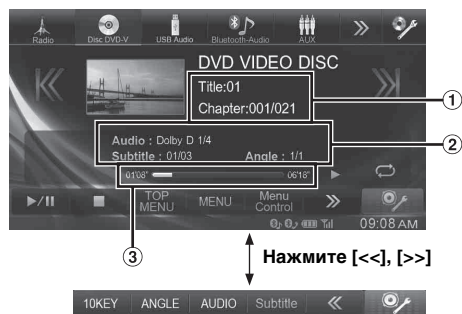 Radio Disc DVD-V USB Audio Bluetooth-Audio AUX
DVD VIDEO DISC
Title:01
Chapter:001/021
Audio : Dolby D 1/4
Subtitle : 01/03 Angle : 1/1
01'08" 06'18"
TOP MENU MENU Menu Control
09:08 AM
1
2
3
Нажмите [<<], [>>]
10KEY ANGLE AUDIO Subtitle